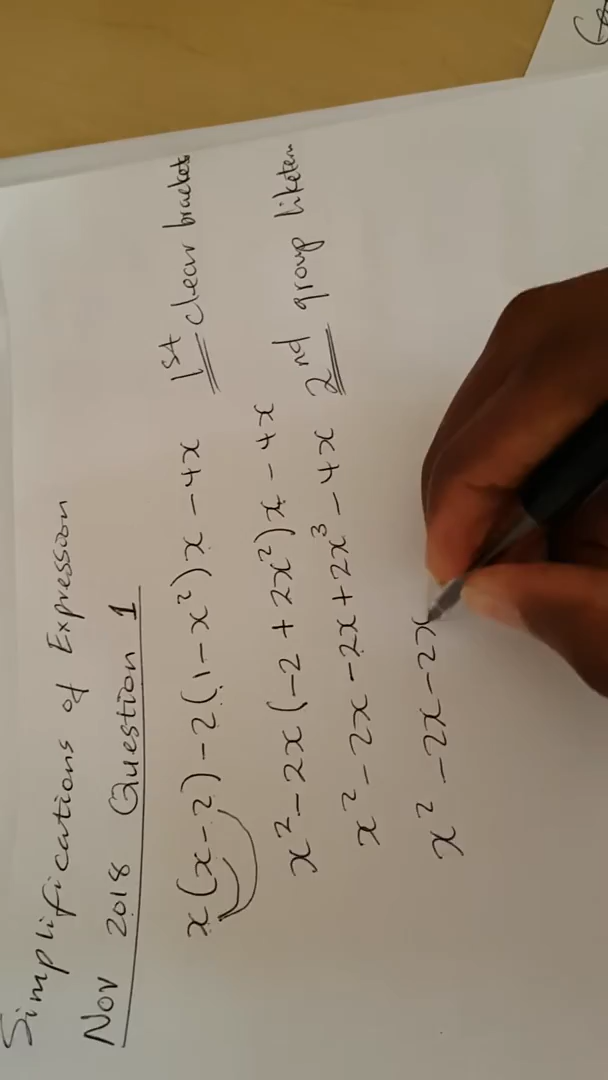 Simplifications of Expression
Nov 2018 Question 1
x(x-2)-2(1-x²)x-4x 1st clear brackets
x²-2x(-2+2x²)x-4x
x²-2x-2x+2x³-4x 2nd group liketem
x²-2x-2x